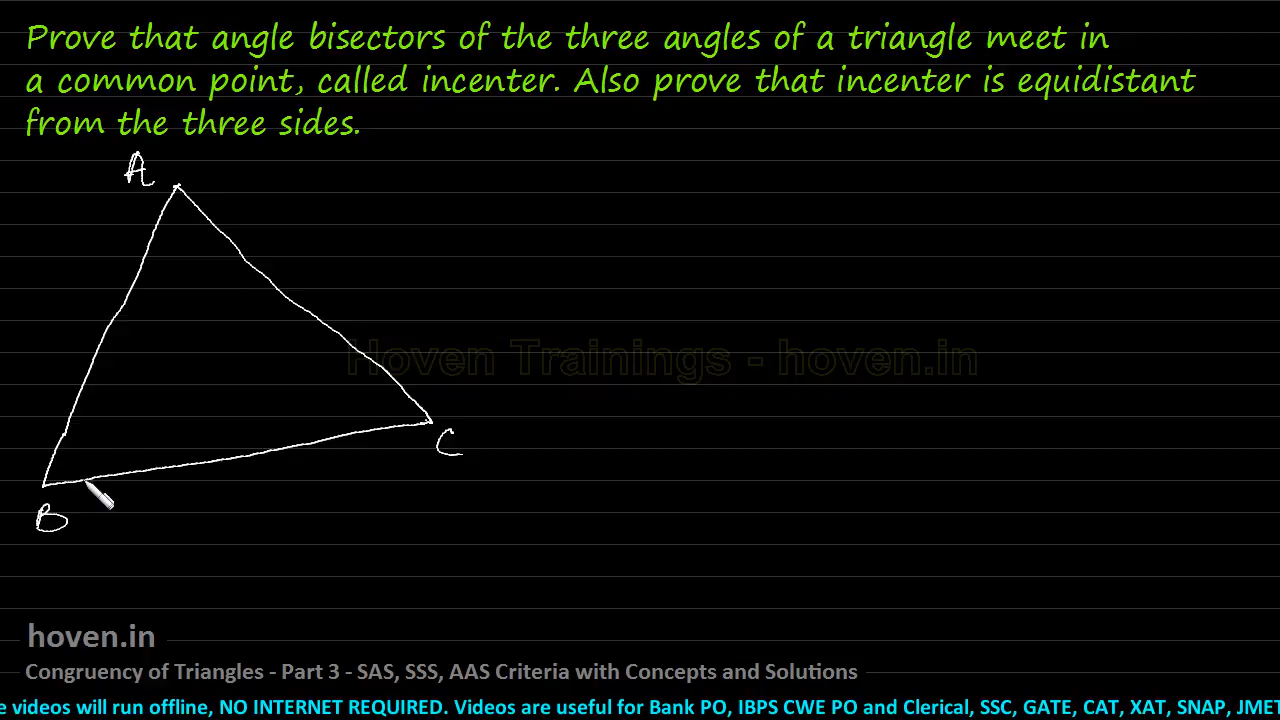 Prove that angle bisectors of the three angles of a triangle meet in
a common point, called incenter. Also prove that incenter is equidistant
from the three sides.
A
Hoven Trainings - hoven.in
C
B
hoven.in
Congruency of Triangles - Part 3 - SAS, SSS, AAS Criteria with Concepts and Solutions
e videos will run offline, NO INTERNET REQUIRED. Videos are useful for Bank PO, IBPS CWE PO and Clerical, SSC, GATE, CAT, XAT, SNAP, JMET